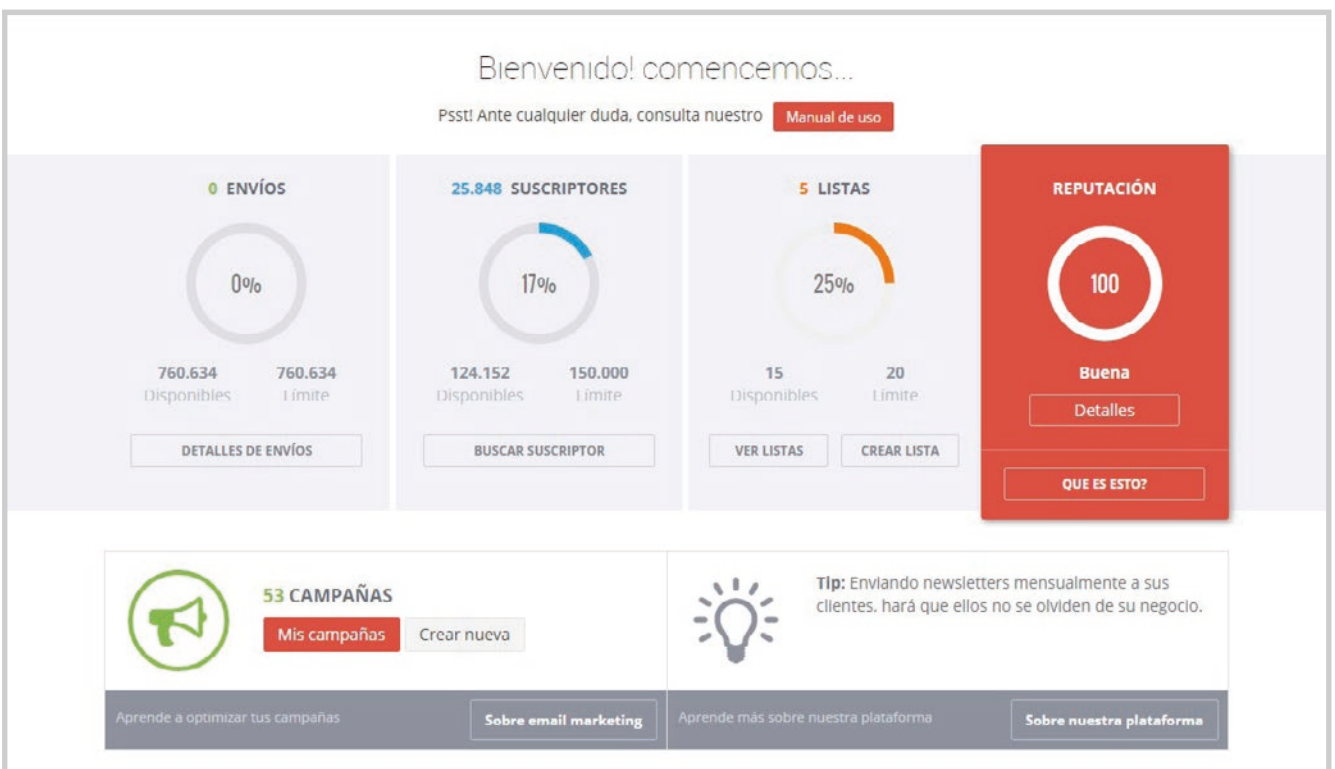 Bienvenido! comencemos...
Psst! Ante cualquier duda, consulta nuestro Manual de uso
0 ENVÍOS
0%
760.634 760.634
Disponibles Límite
DETALLES DE ENVÍOS
25.848 SUSCRIPTORES
17%
124.152 150.000
Disponibles Límite
BUSCAR SUSCRIPTOR
5 LISTAS
25%
15 20
Disponibles Límite
VER LISTAS CREAR LISTA
REPUTACIÓN
100
Buena
Detalles
QUE ES ESTO?
53 CAMPAÑAS
Mis campañas Crear nueva
Aprende a optimizar tus campañas Sobre email marketing
Tip: Enviando newsletters mensualmente a sus
clientes. hará que ellos no se olviden de su negocio.
Aprende más sobre nuestra plataforma Sobre nuestra plataforma